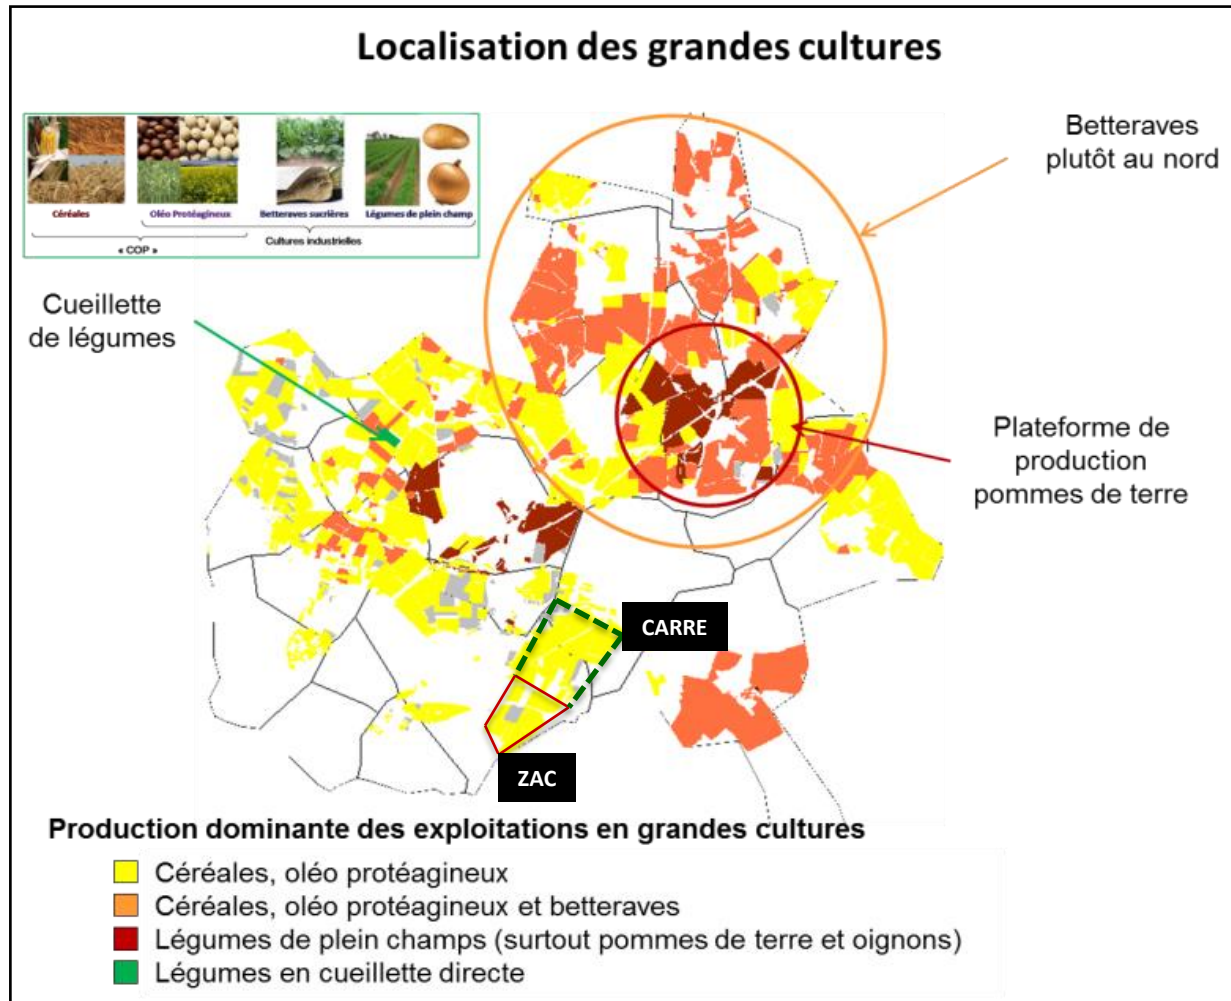 Localisation des grandes cultures
Céréales
Oléo Protéagineux
Betteraves sucrières
Légumes de plein champ
« COP »
Cultures industrielles
Betteraves
plutôt au nord
Cueillette
de légumes
Plateforme de
production
pommes de terre
CARRE
ZAC
Production dominante des exploitations en grandes cultures
Céréales, oléo protéagineux
Céréales, oléo protéagineux et betteraves
Légumes de plein champs (surtout pommes de terre et oignons)
Légumes en cueillette directe